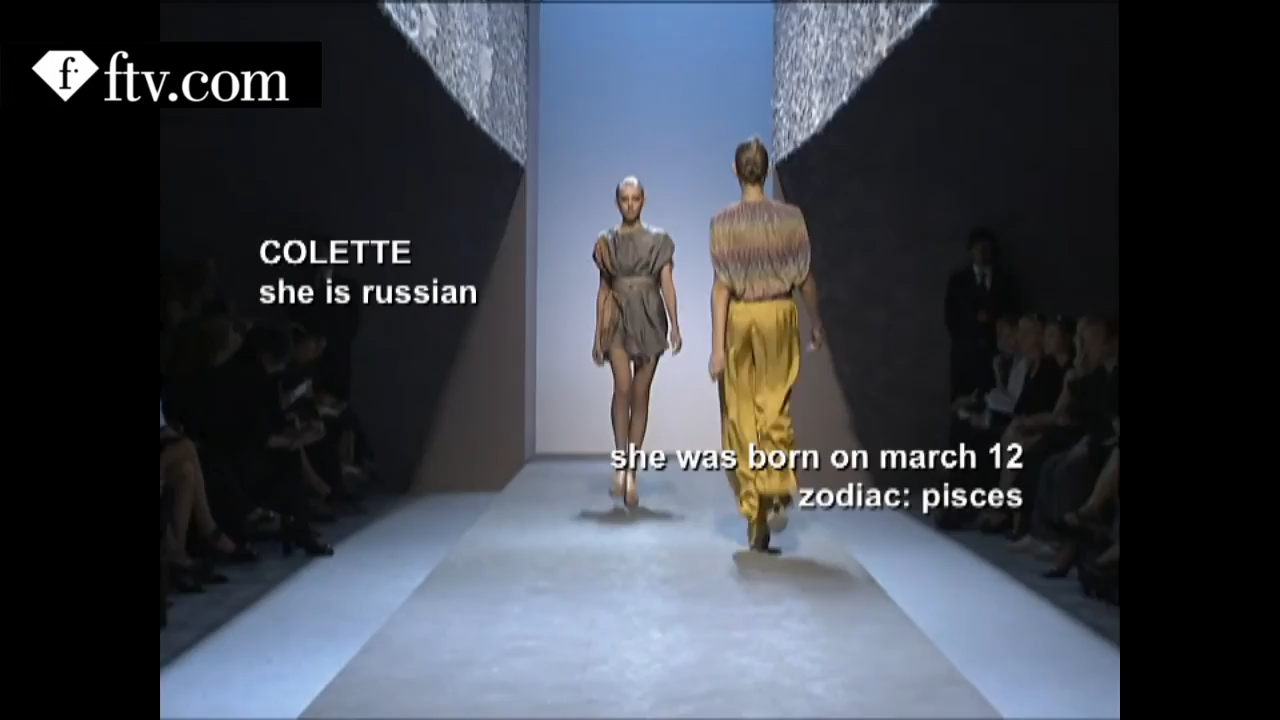 f
ftv.com
COLETTE
she is russian
she was born on march 12
zodiac: pisces